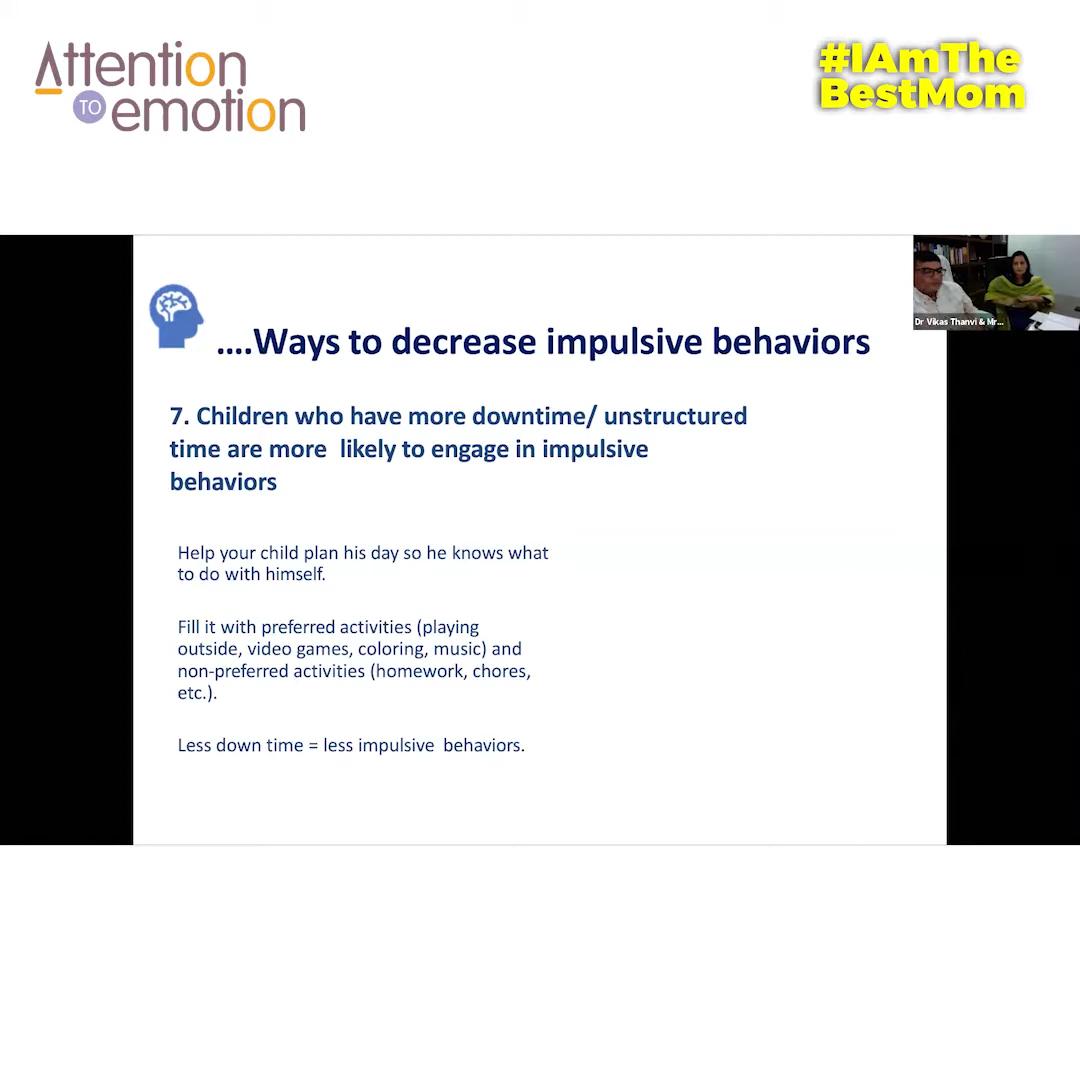 Attention
TO emotion
#IAmThe
BestMom
Dr Vikas Thanvi & Mr...
....Ways to decrease impulsive behaviors
7. Children who have more downtime/ unstructured
time are more likely to engage in impulsive
behaviors
Help your child plan his day so he knows what
to do with himself.
Fill it with preferred activities (playing
outside, video games, coloring, music) and
non-preferred activities (homework, chores,
etc.).
Less down time = less impulsive behaviors.